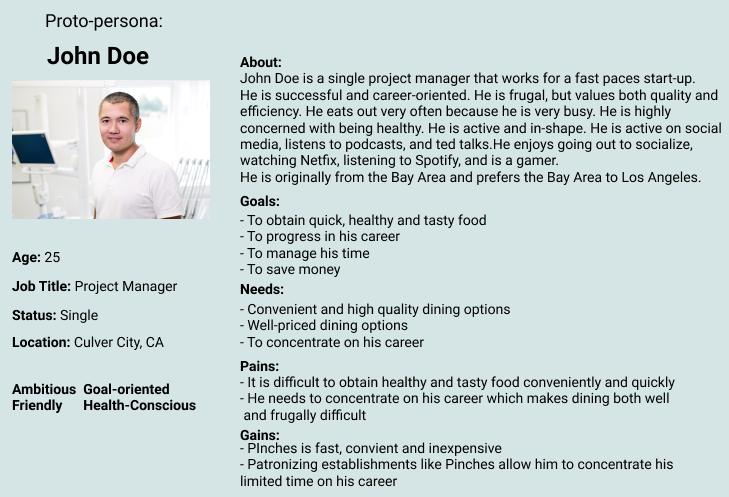 Proto-persona:
John Doe
Age: 25
Job Title: Project Manager
Status: Single
Location: Culver City, CA
Ambitious Goal-oriented
Friendly Health-Conscious
About:
John Doe is a single project manager that works for a fast paces start-up.
He is successful and career-oriented. He is frugal, but values both quality and
efficiency. He eats out very often because he is very busy. He is highly
concerned with being healthy. He is active and in-shape. He is active on social
media, listens to podcasts, and ted talks.He enjoys going out to socialize,
watching Netfix, listening to Spotify, and is a gamer.
He is originally from the Bay Area and prefers the Bay Area to Los Angeles.
Goals:
- To obtain quick, healthy and tasty food
- To progress in his career
- To manage his time
- To save money
Needs:
- Convenient and high quality dining options
- Well-priced dining options
- To concentrate on his career
Pains:
- It is difficult to obtain healthy and tasty food conveniently and quickly
- He needs to concentrate on his career which makes dining both well
and frugally difficult
Gains:
- PInches is fast, convient and inexpensive
- Patronizing establishments like Pinches allow him to concentrate his
limited time on his career